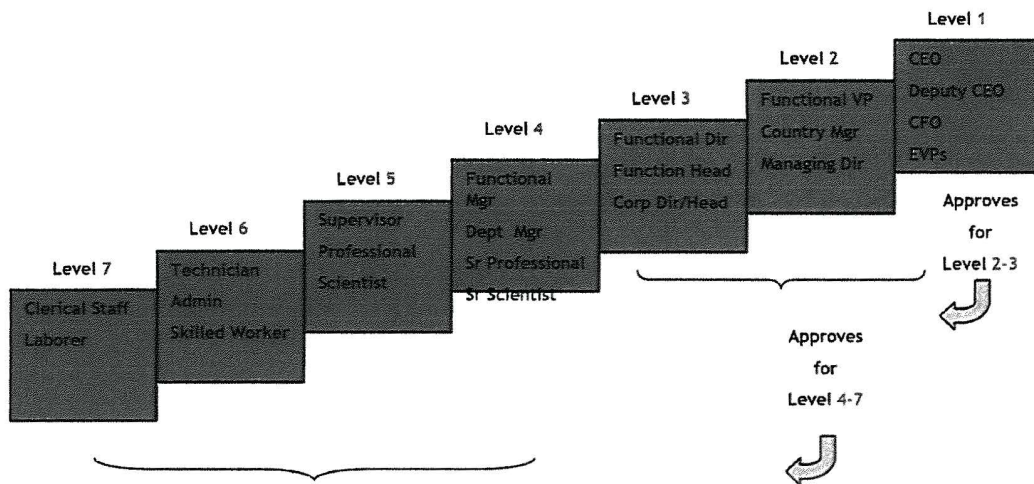 Level 1
CEO
Deputy CEO
CFO
EVPs
Level 2
Functional VP
Country Mgr
Managing Dir
Level 3
Functional Dir
Function Head
Corp Dir/Head
Level 4
Functional
Mgr
Dept Mgr
Sr Professional
Sr Scientist
Level 5
Supervisor
Professional
Scientist
Level 6
Technician
Admin
Skilled Worker
Level 7
Clerical Staff
Laborer
Approves
for
Level 2-3
Approves
for
Level 4-7